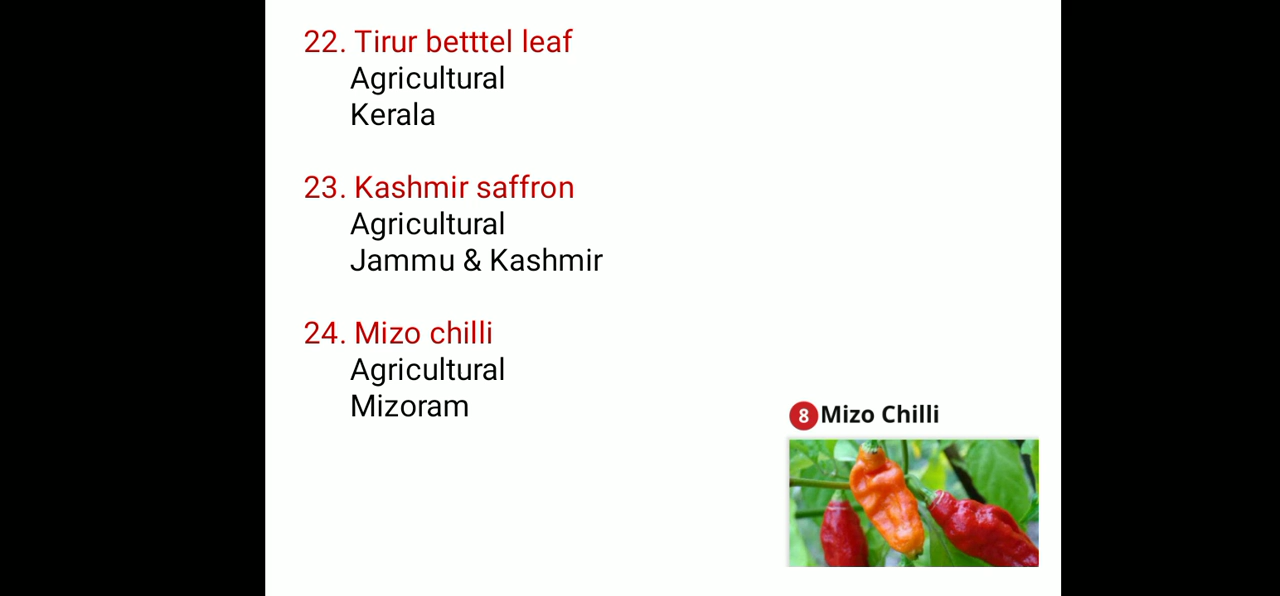 22. Tirur betttel leaf
Agricultural
Kerala
23. Kashmir saffron
Agricultural
Jammu & Kashmir
24. Mizo chilli
Agricultural
Mizoram
8 Mizo Chilli